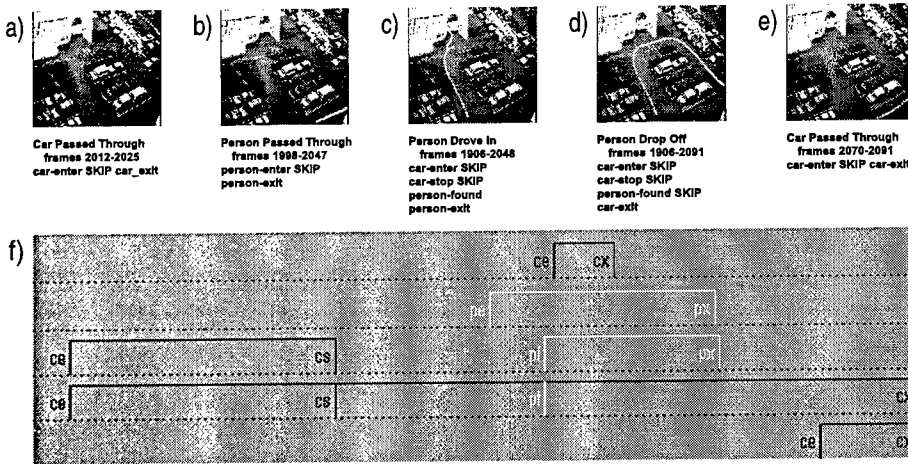 a)
Car Passed Through
frames 2012-2025
car-enter SKIP car_exit
b)
Person Passed Through
frames 1998-2047
person-enter SKIP
person-exit
c)
Person Drove In
frames 1906-2048
car-enter SKIP
car-stop SKIP
person-found
person-exit
d)
Person Drop Off
frames 1906-2091
car-enter SKIP
car-stop SKIP
person-found SKIP
car-exit
e)
Car Passed Through
frames 2070-2091
car-enter SKIP car-exit
f)
ce cx
pe px
ce cs pf px
ce cs pf cx
ce cx